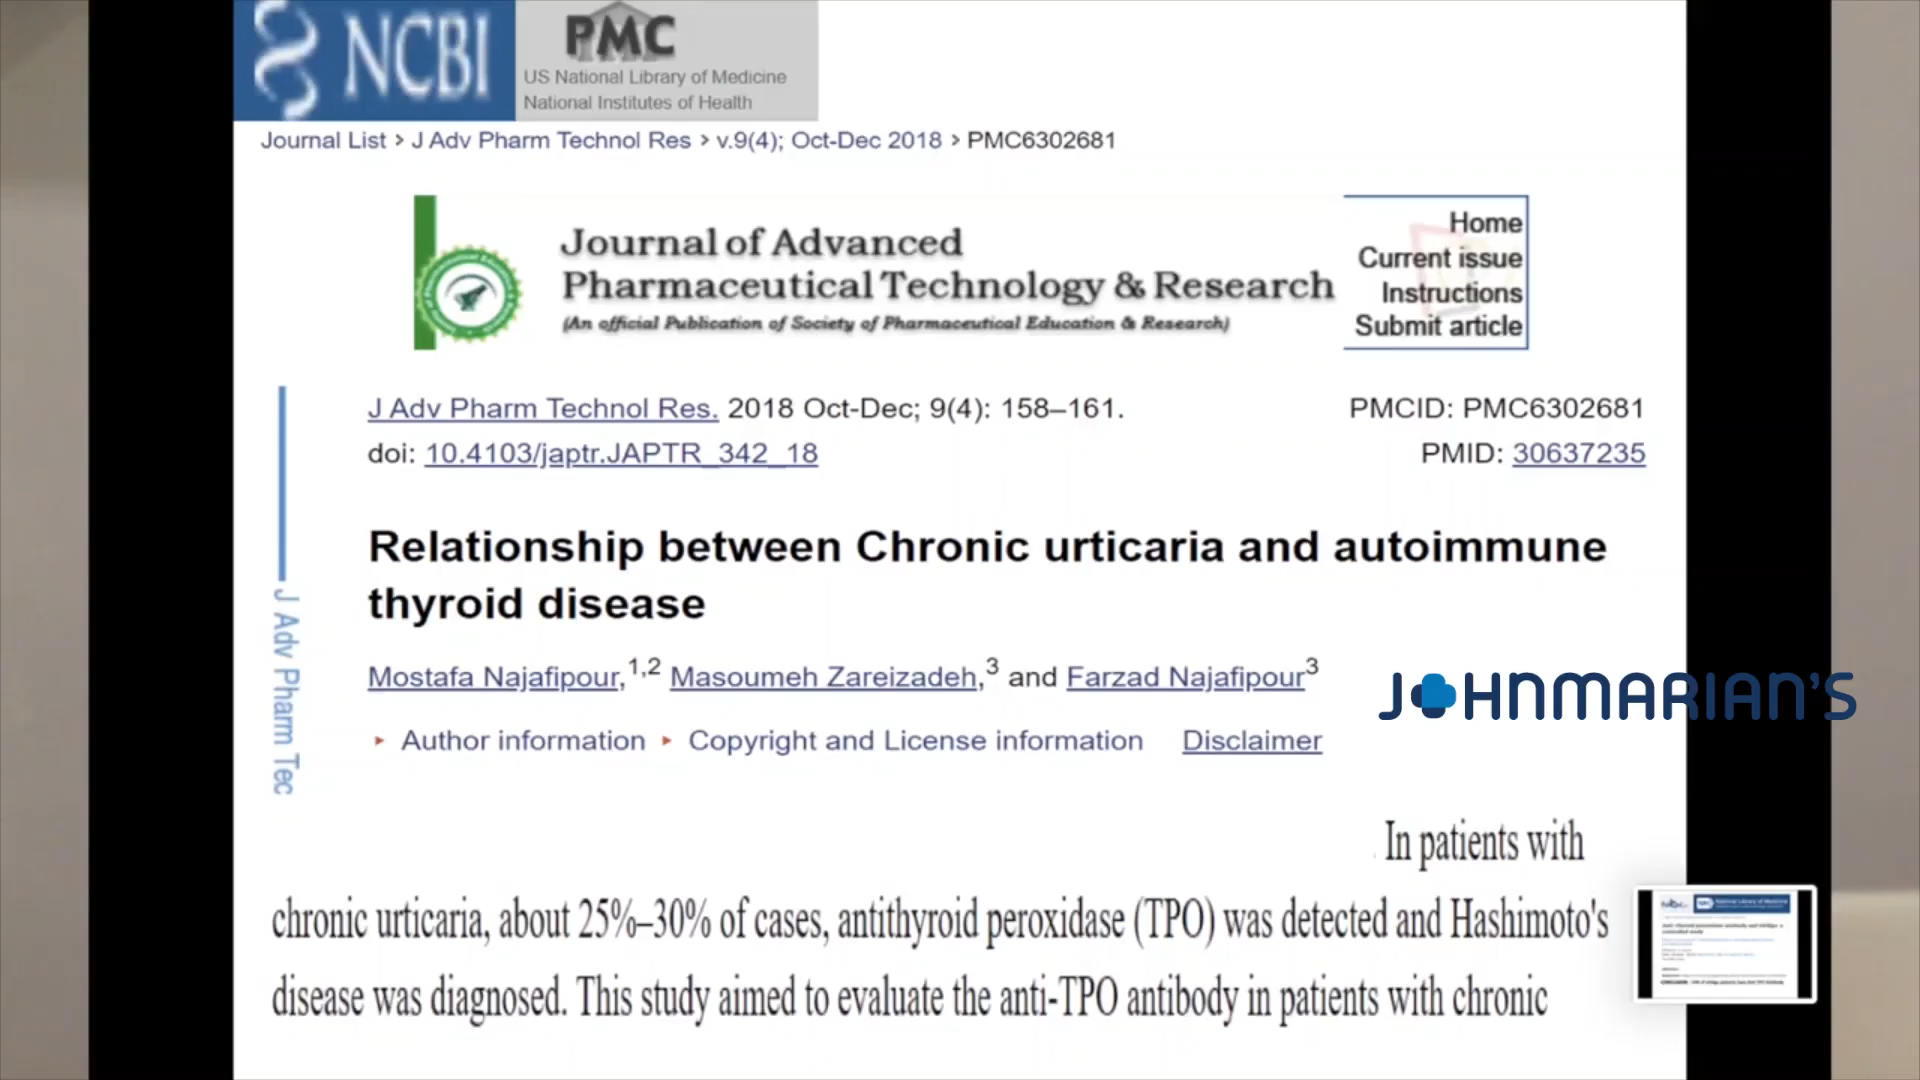 NCBI
PMC
US National Library of Medicine
National Institutes of Health
Journal List > J Adv Pharm Technol Res > v.9(4); Oct-Dec 2018 > PMC6302681
Journal of Advanced
Pharmaceutical Technology & Research
(An official Publication of Society of Pharmaceutical Education & Research)
Home
Current issue
Instructions
Submit article
J Adv Pharm Technol Res. 2018 Oct-Dec; 9(4): 158–161.
PMCID: PMC6302681
doi: 10.4103/japtr.JAPTR_342_18
PMID: 30637235
Relationship between Chronic urticaria and autoimmune
thyroid disease
Mostafa Najafipour,1,2 Masoumeh Zareizadeh,3 and Farzad Najafipour3
JOHNMARIAN'S
▸ Author information ▸ Copyright and License information Disclaimer
J Adv Pharm Tec
In patients with
chronic urticaria, about 25%–30% of cases, antithyroid peroxidase (TPO) was detected and Hashimoto's
disease was diagnosed. This study aimed to evaluate the anti-TPO antibody in patients with chronic